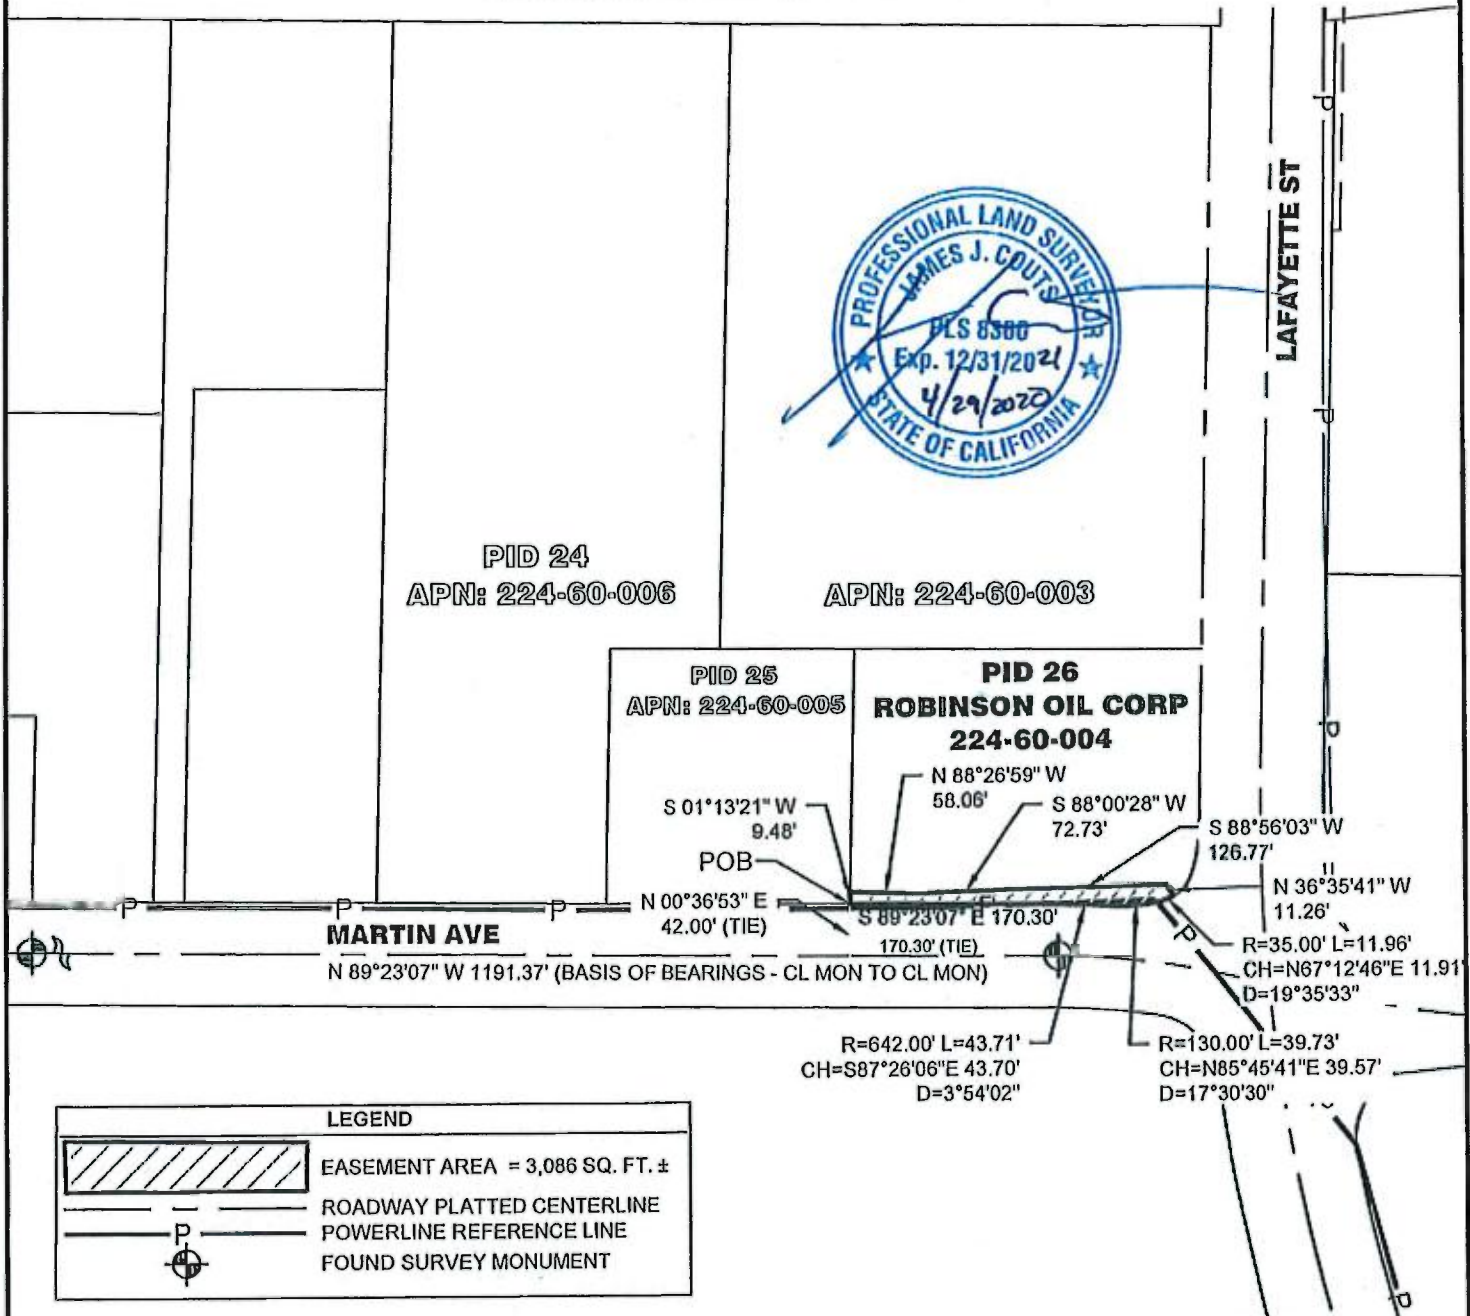 LAFAYETTE ST
PROFESSIONAL LAND SURVEYOR
JAMES J. COUTS
PLS 8300
Exp. 12/31/2021
4/29/2020
STATE OF CALIFORNIA
PID 24
APN: 224-60-006
APN: 224-60-003
PID 25
APN: 224-60-005
PID 26
ROBINSON OIL CORP
224-60-004
N 88°26'59" W
58.06'
S 88°00'28" W
72.73'
S 01°13'21" W
9.48'
S 88°56'03" W
126.77'
POB
N 36°35'41" W
11.26'
N 00°36'53" E
42.00' (TIE)
S 89°23'07" E 170.30'
170.30' (TIE)
MARTIN AVE
N 89°23'07" W 1191.37' (BASIS OF BEARINGS - CL MON TO CL MON)
R=35.00' L=11.96'
CH=N67°12'46"E 11.91'
D=19°35'33"
R=642.00' L=43.71'
CH=S87°26'06"E 43.70'
D=3°54'02"
R=130.00' L=39.73'
CH=N85°45'41"E 39.57'
D=17°30'30"
P
P
P
P
P
P
P
P
LEGEND
EASEMENT AREA = 3,086 SQ. FT. ±
ROADWAY PLATTED CENTERLINE
P
POWERLINE REFERENCE LINE
FOUND SURVEY MONUMENT